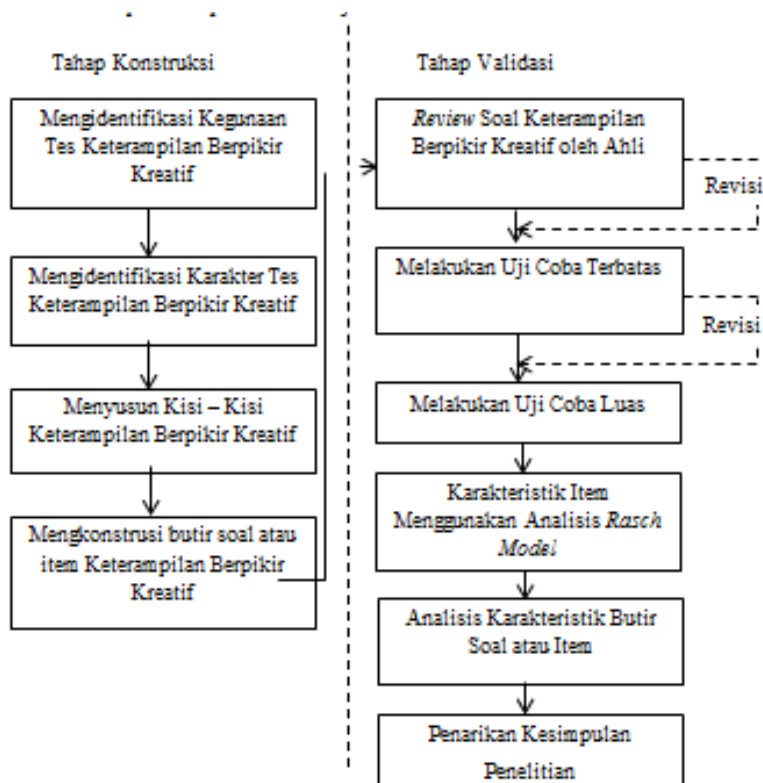 Tahap Konstruksi
Mengidentifikasi Kegunaan
Tes Keterampilan Berpikir
Kreatif
Mengidentifikasi Karakter Tes
Keterampilan Berpikir Kreatif
Menyusun Kisi – Kisi
Keterampilan Berpikir Kreatif
Mengkonstrusi butir soal atau
item Keterampilan Berpikir
Kreatif
Tahap Validasi
Review Soal Keterampilan
Berpikir Kreatif oleh Ahli
Revisi
Melakukan Uji Coba Terbatas
Revisi
Melakukan Uji Coba Luas
Karakteristik Item
Menggunakan Analisis Rasch
Model
Analisis Karakteristik Butir
Soal atau Item
Penarikan Kesimpulan
Penelitian